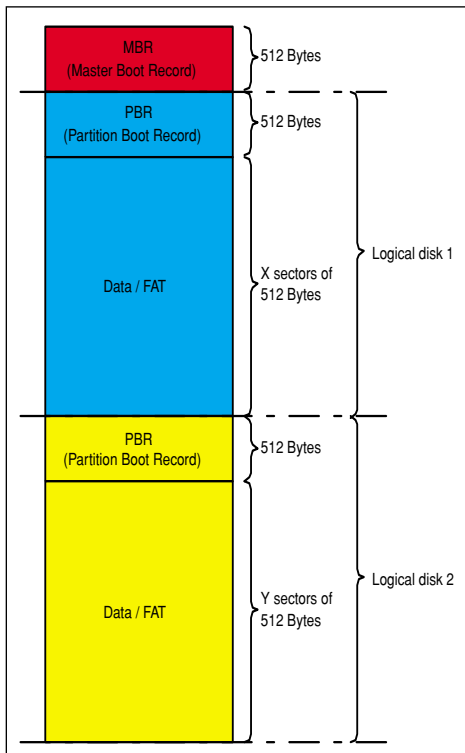 MBR
(Master Boot Record)
512 Bytes
PBR
(Partition Boot Record)
512 Bytes
Data / FAT
X sectors of
512 Bytes
Logical disk 1
PBR
(Partition Boot Record)
512 Bytes
Data / FAT
Y sectors of
512 Bytes
Logical disk 2